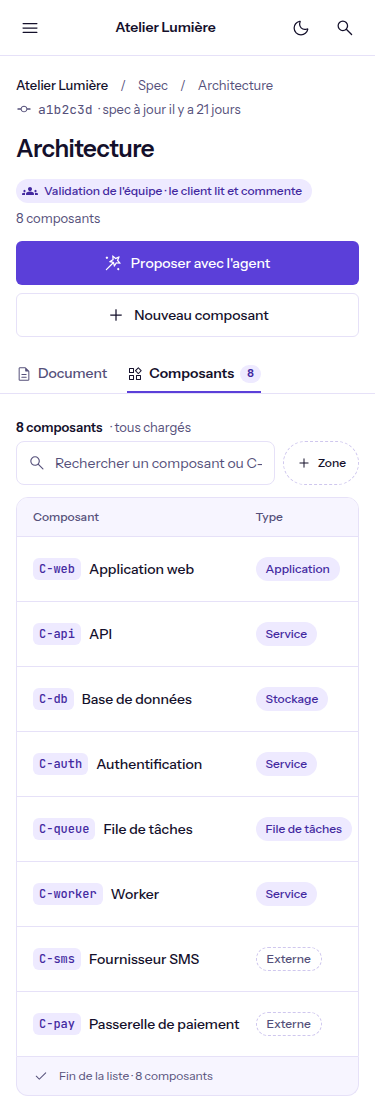 Atelier Lumière
Atelier Lumière / Spec / Architecture
a1b2c3d · spec à jour il y a 21 jours
Architecture
Validation de l'équipe · le client lit et commente
8 composants
Proposer avec l'agent
Nouveau composant
Document Composants 8
8 composants · tous chargés
Rechercher un composant ou C- Zone
Composant Type
C-web Application web Application
C-api API Service
C-db Base de données Stockage
C-auth Authentification Service
C-queue File de tâches File de tâches
C-worker Worker Service
C-sms Fournisseur SMS Externe
C-pay Passerelle de paiement Externe
Fin de la liste · 8 composants